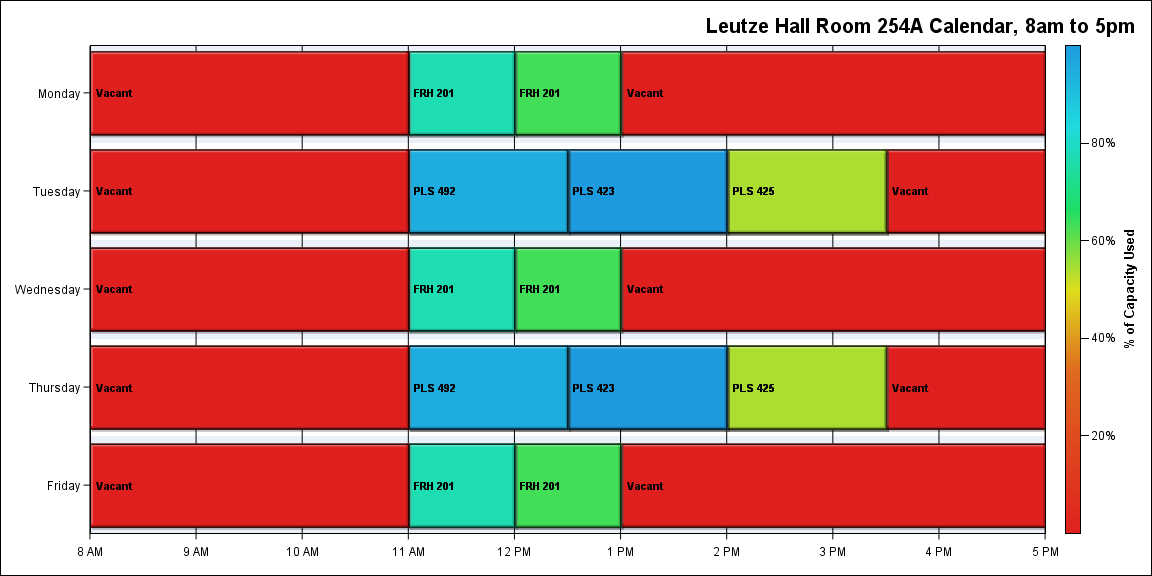 Leutze Hall Room 254A Calendar, 8am to 5pm
Monday
Vacant
FRH 201
FRH 201
Vacant
Tuesday
Vacant
PLS 492
PLS 423
PLS 425
Vacant
Wednesday
Vacant
FRH 201
FRH 201
Vacant
Thursday
Vacant
PLS 492
PLS 423
PLS 425
Vacant
Friday
Vacant
FRH 201
FRH 201
Vacant
8 AM
9 AM
10 AM
11 AM
12 PM
1 PM
2 PM
3 PM
4 PM
5 PM
80%
60%
40%
20%
% of Capacity Used